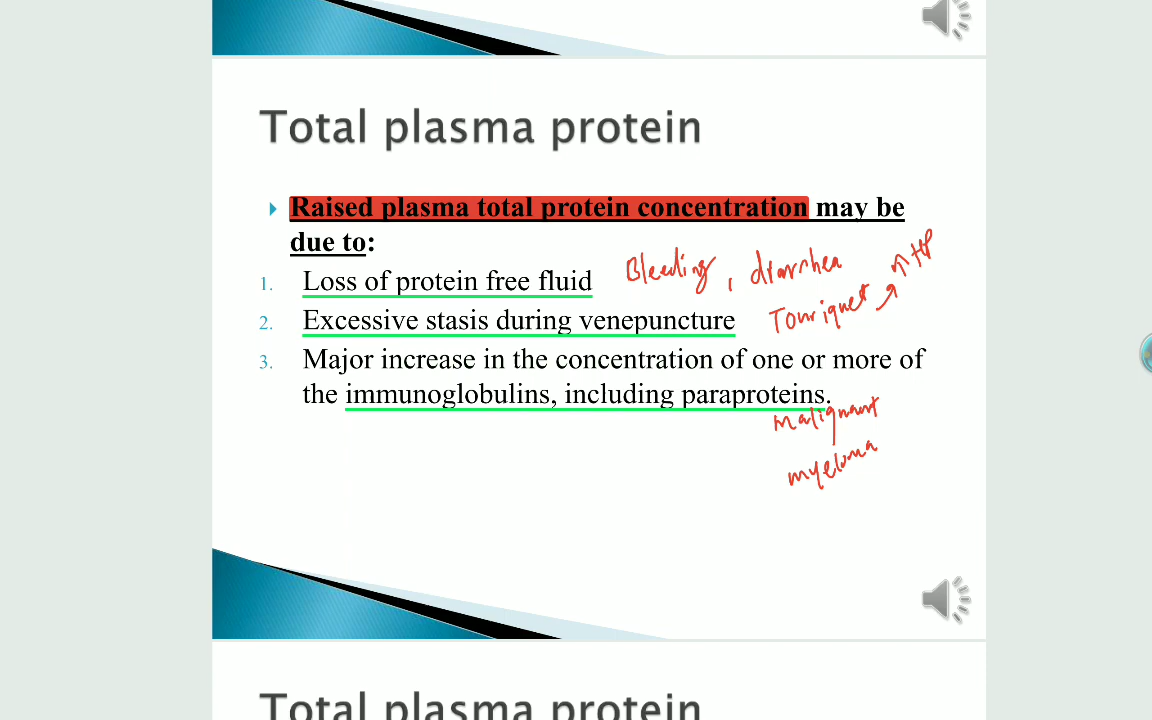 Total plasma protein
Raised plasma total protein concentration may be
due to:
1. Loss of protein free fluid
Bleeding, diarrhea
2. Excessive stasis during venepuncture
Touriquet ↗ ↑ HP
3. Major increase in the concentration of one or more of
the immunoglobulins, including paraproteins.
malignant
myeloma
Total plasma protein